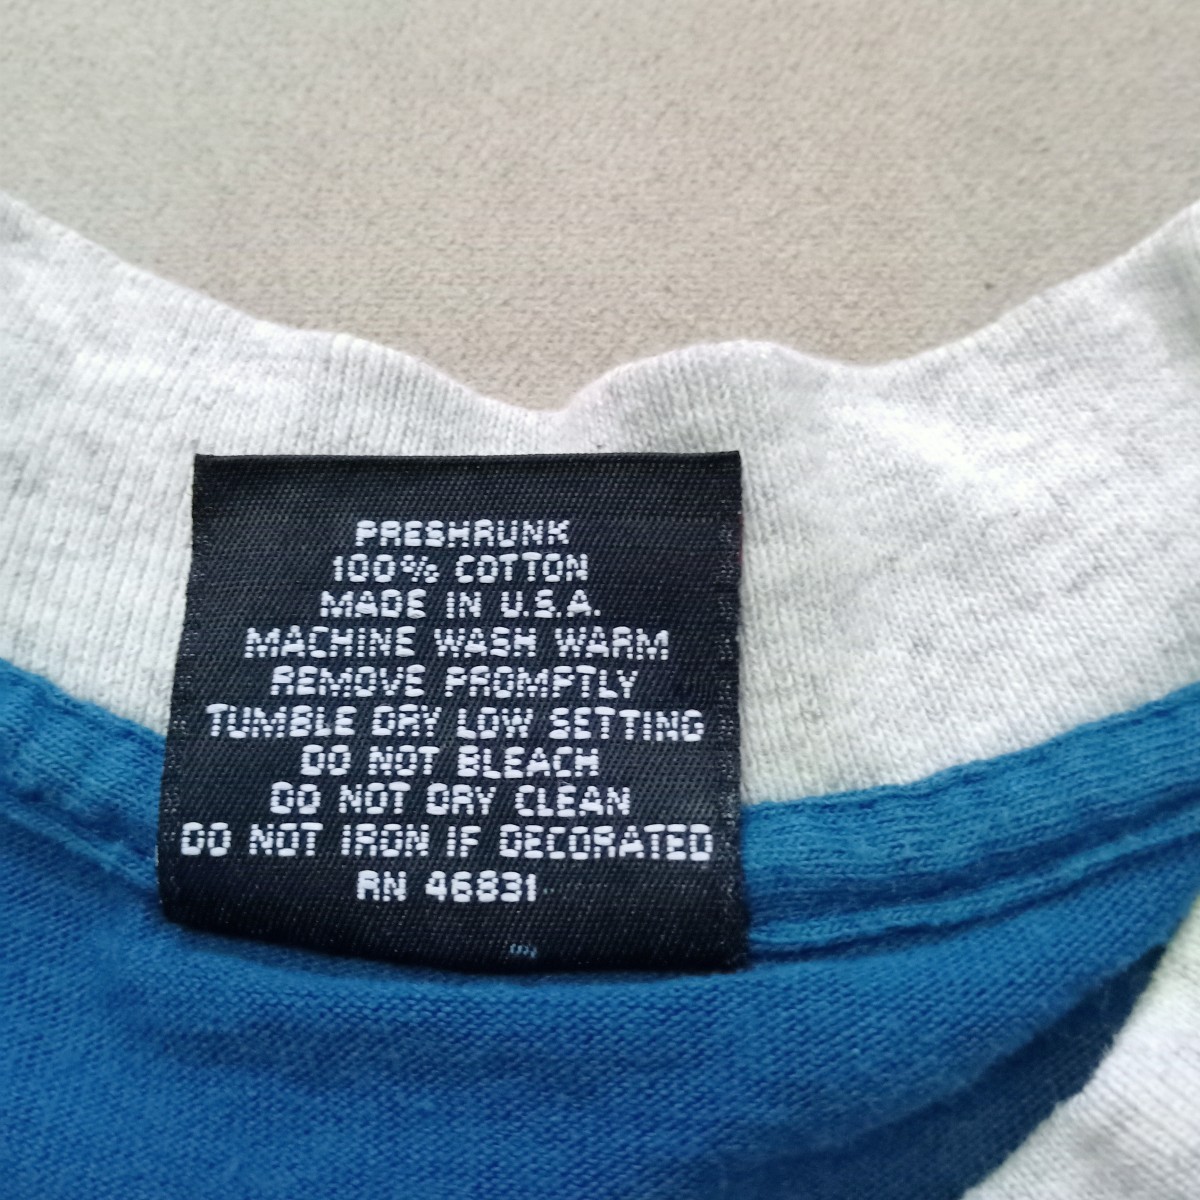 PRESHRUNK
100% COTTON
MADE IN U.S.A.
MACHINE WASH WARM
REMOVE PROMPTLY
TUMBLE DRY LOW SETTING
DO NOT BLEACH
DO NOT DRY CLEAN
DO NOT IRON IF DECORATED
RN 46831